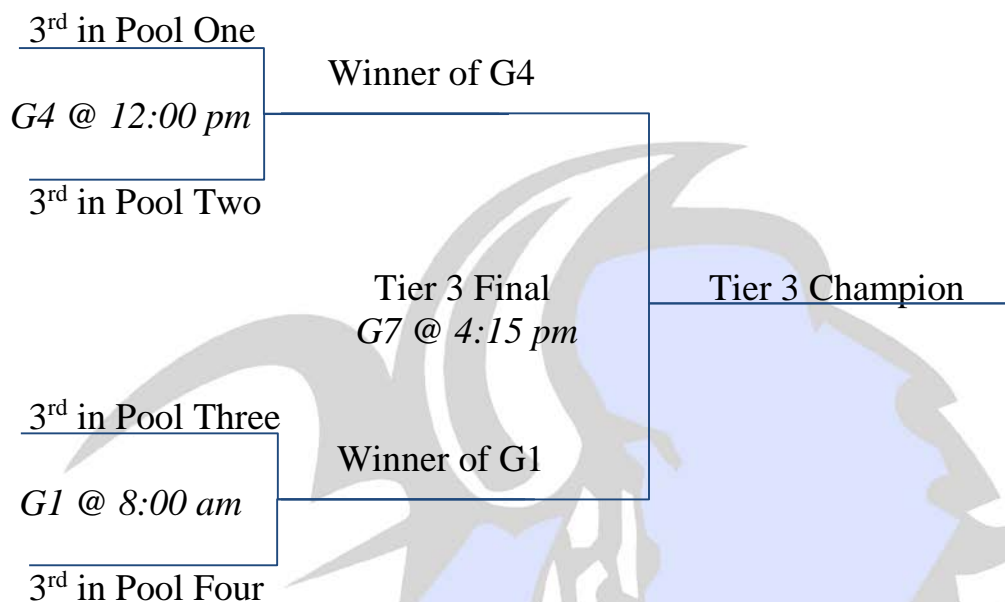 3rd in Pool One
Winner of G4
G4 @ 12:00 pm
3rd in Pool Two
Tier 3 Final
G7 @ 4:15 pm
Tier 3 Champion
3rd in Pool Three
Winner of G1
G1 @ 8:00 am
3rd in Pool Four